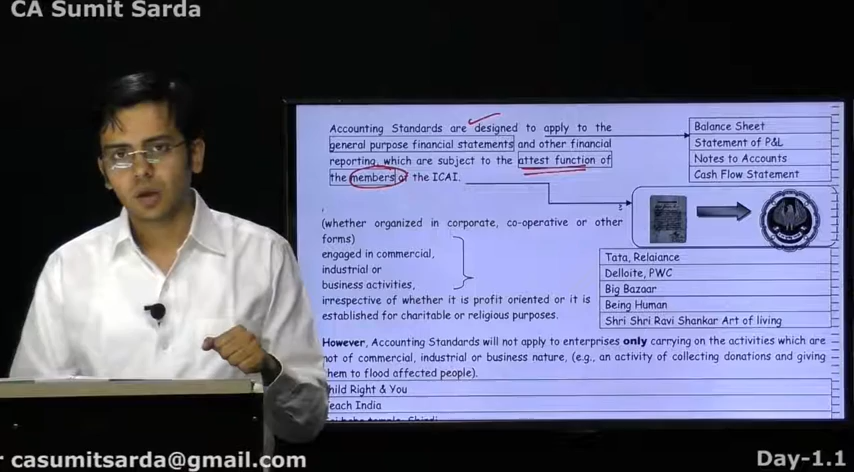 CA Sumit Sarda
Accounting Standards are designed to apply to the
general purpose financial statements and other financial
reporting, which are subject to the attest function of
the members of the ICAI.
Balance Sheet
Statement of P&L
Notes to Accounts
Cash Flow Statement
(whether organized in corporate, co-operative or other
forms)
engaged in commercial,
industrial or
business activities,
irrespective of whether it is profit oriented or it is
established for charitable or religious purposes.
Tata, Relaiance
Delloite, PWC
Big Bazaar
Being Human
Shri Shri Ravi Shankar Art of living
However, Accounting Standards will not apply to enterprises only carrying on the activities which are
not of commercial, industrial or business nature, (e.g., an activity of collecting donations and giving
hem to flood affected people).
hild Right & You
Teach India
r casumitsarda@gmail.com
Day-1.1